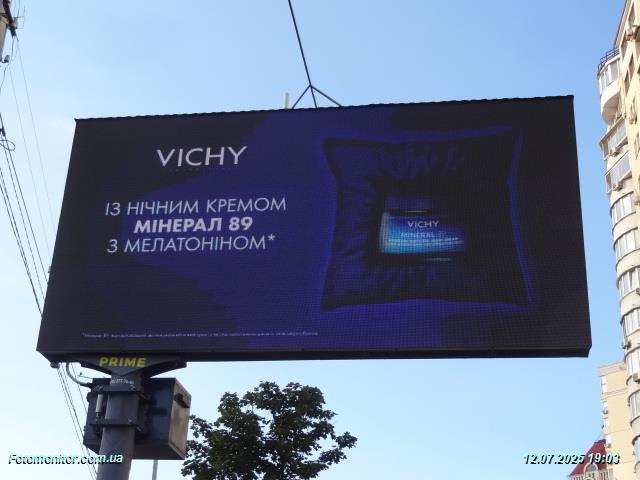 VICHY
ІЗ НІЧНИМ КРЕМОМ
МІНЕРАЛ 89
З МЕЛАТОНІНОМ*
VICHY
MINERAL
PRIME
Fotomonitor.com.ua
12.07.2025 19:03